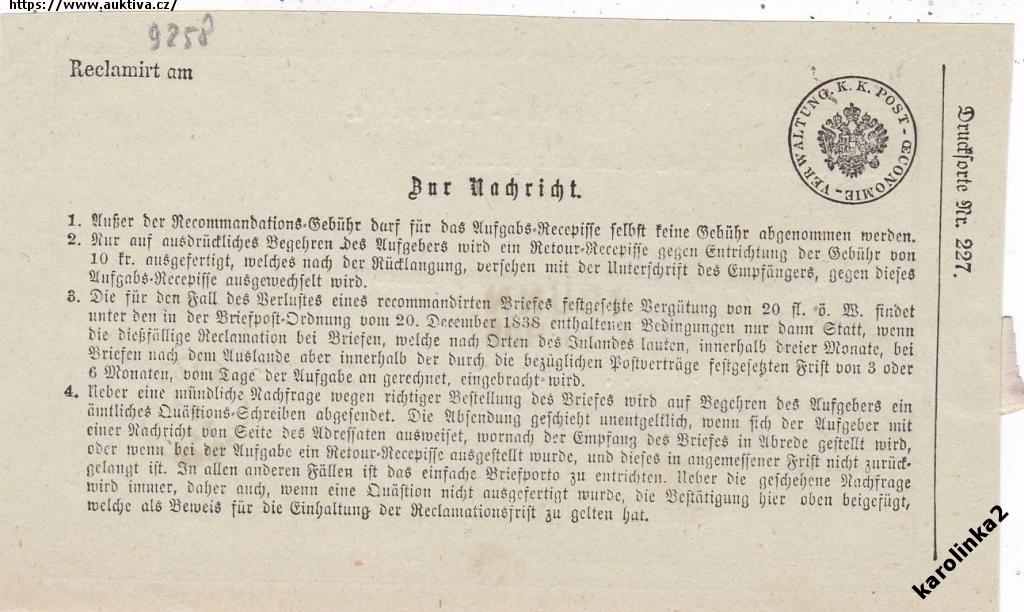 https://www.auktiva.cz/
9258
Reclamirt am
VERWALTUNG. K. K. POST-ŒCONOMIE-
Druckſorte Nr. 227.
Zur Nachricht.
1. Außer der Recommandations-Gebühr darf für das Aufgabs-Recepiſſe ſelbſt keine Gebühr abgenommen werden.
2. Nur auf ausdrückliches Begehren des Aufgebers wird ein Retour-Recepiſſe gegen Entrichtung der Gebühr von
10 kr. ausgefertigt, welches nach der Rücklangung, verſehen mit der Unterſchrift des Empfängers, gegen dieſes
Aufgabs-Recepiſſe ausgewechſelt wird.
3. Die für den Fall des Verluſtes eines recommandirten Briefes feſtgeſetzte Vergütung von 20 fl. ö. W. findet
unter den in der Briefpoſt-Ordnung vom 20. December 1838 enthaltenen Bedingungen nur dann Statt, wenn
die dießfällige Reclamation bei Briefen, welche nach Orten des Inlandes lauten, innerhalb dreier Monate, bei
Briefen nach dem Auslande aber innerhalb der durch die bezüglichen Poſtverträge feſtgeſetzten Friſt von 3 oder
6 Monaten, vom Tage der Aufgabe an gerechnet, eingebracht wird.
4. Ueber eine mündliche Nachfrage wegen richtiger Beſtellung des Briefes wird auf Begehren des Aufgebers ein
ämtliches Quäſtions-Schreiben abgeſendet. Die Abſendung geſchieht unentgeltlich, wenn ſich der Aufgeber mit
einer Nachricht von Seite des Adreſſaten ausweiſet, wornach der Empfang des Briefes in Abrede geſtellt wird,
oder wenn bei der Aufgabe ein Retour-Recepiſſe ausgeſtellt wurde, und dieſes in angemeſſener Friſt nicht zurück-
gelangt iſt. In allen anderen Fällen iſt das einfache Briefporto zu entrichten. Ueber die geſchehene Nachfrage
wird immer, daher auch, wenn eine Quäſtion nicht ausgefertigt wurde, die Beſtätigung hier oben beigefügt,
welche als Beweis für die Einhaltung der Reclamationsfriſt zu gelten hat.
karolinka2